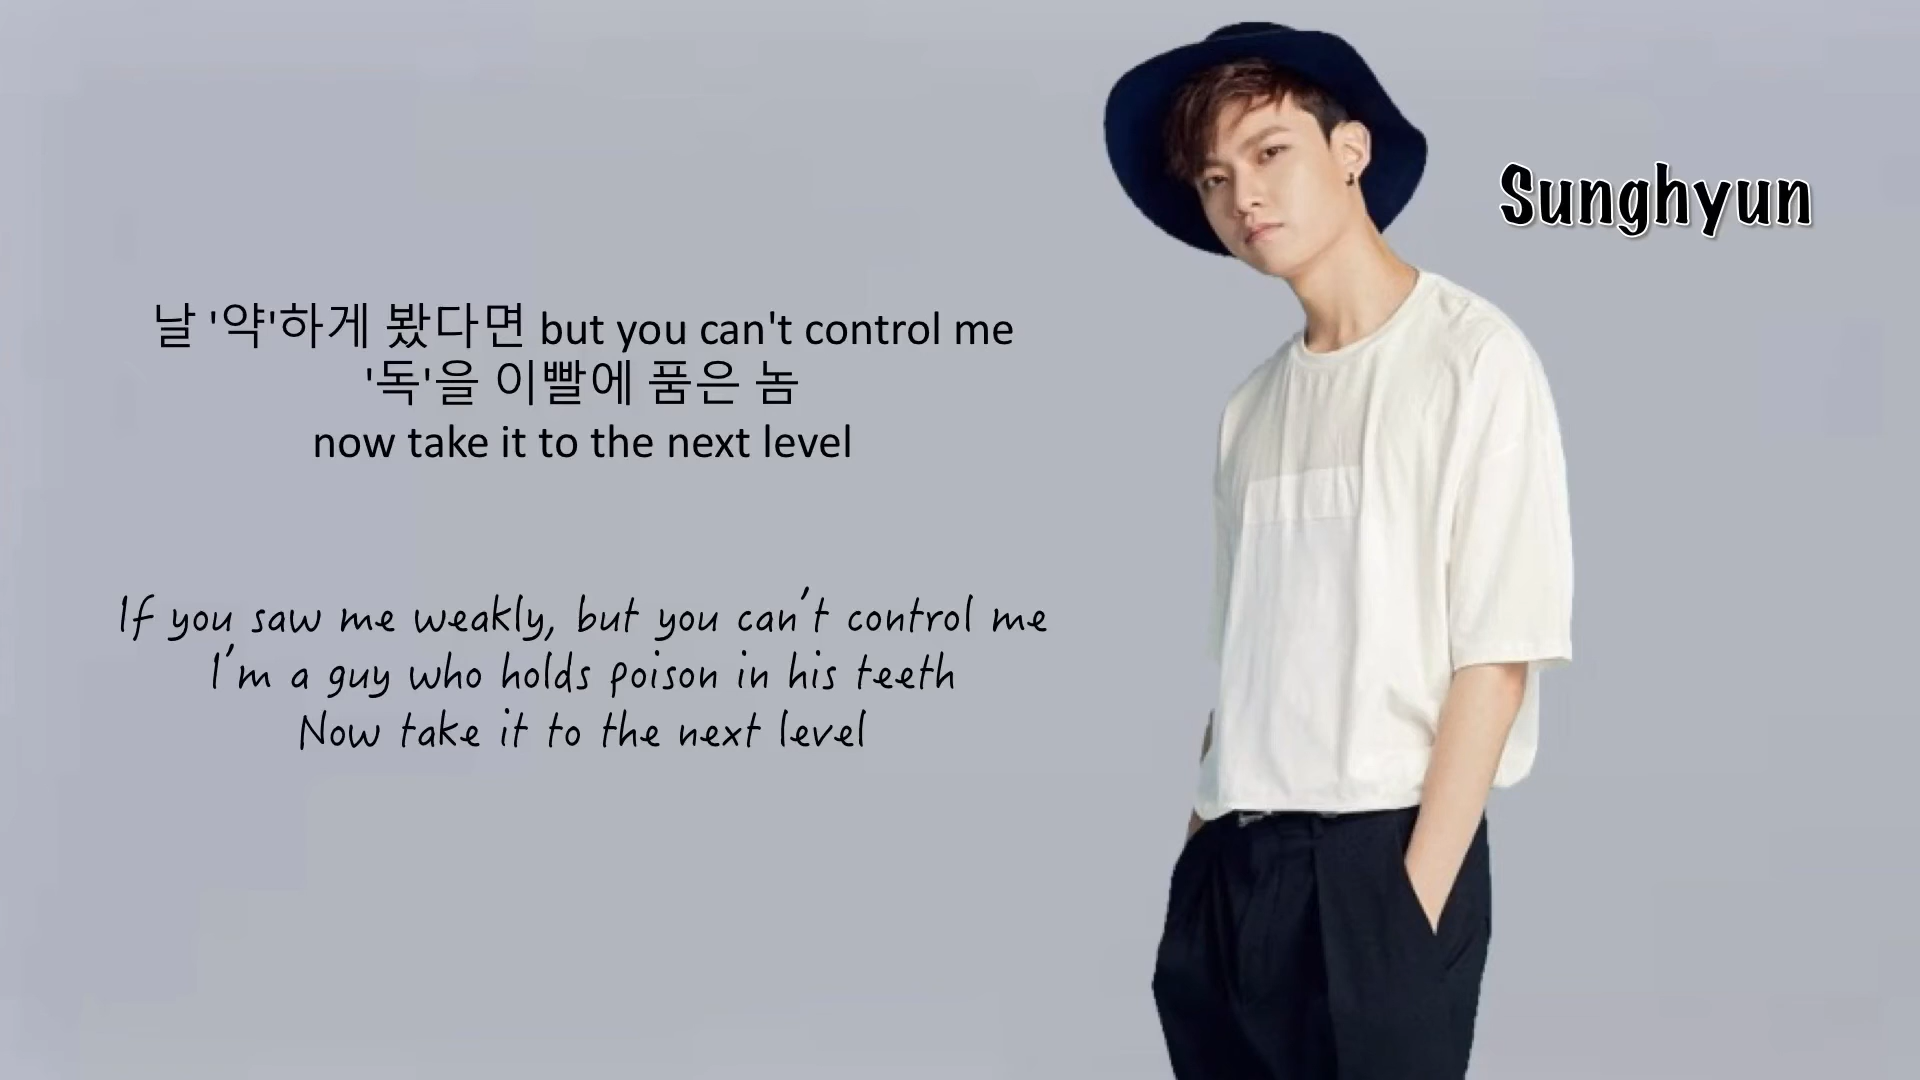 Sunghyun
날 '약'하게 봤다면 but you can't control me
'독'을 이빨에 품은 놈
now take it to the next level
If you saw me weakly, but you can't control me
I'm a guy who holds poison in his teeth
Now take it to the next level